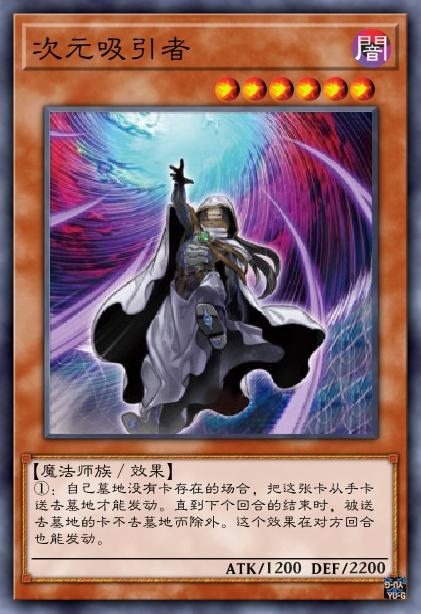 次元吸引者
闇
【魔法师族／效果】
①：自己墓地没有卡存在的场合，把这张卡从手卡
送去墓地才能发动。直到下个回合的结束时，被送
去墓地的卡不去墓地而除外。这个效果在对方回合
也能发动。
ATK/1200 DEF/2200